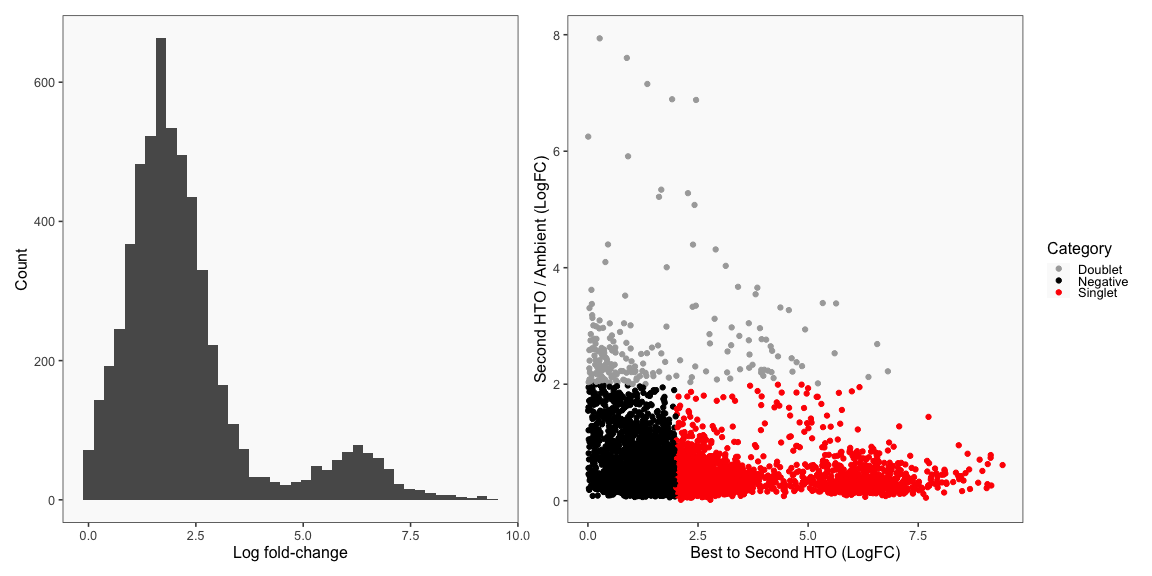 600
400
200
0
Count
0.0
2.5
5.0
7.5
10.0
Log fold-change
8
6
4
2
0
Second HTO / Ambient (LogFC)
0.0
2.5
5.0
7.5
Best to Second HTO (LogFC)
Category
Doublet
Negative
Singlet